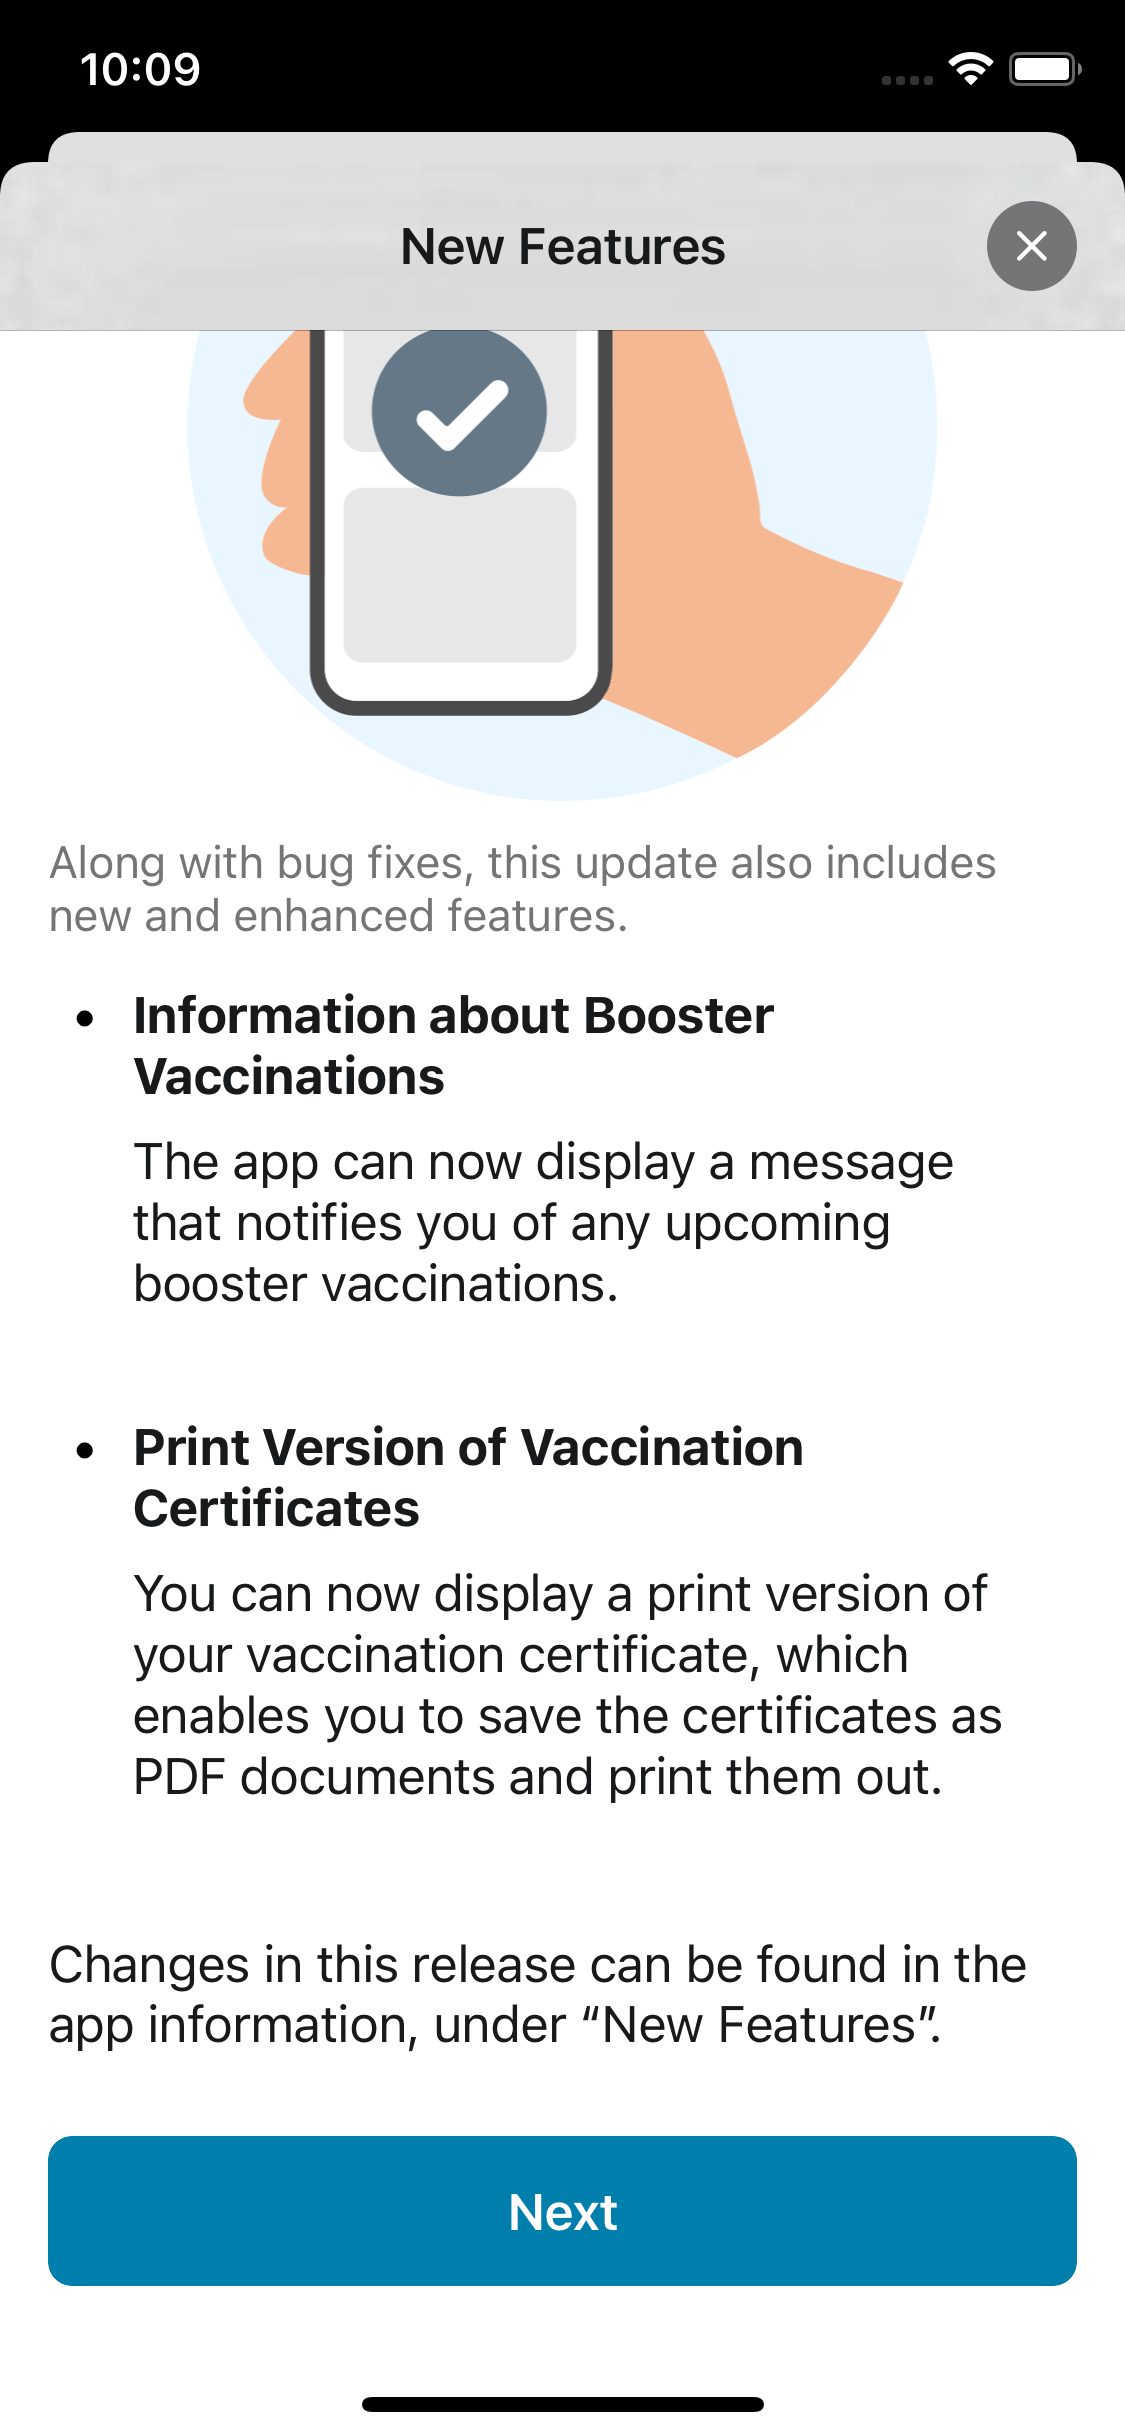 10:09
New Features
Along with bug fixes, this update also includes
new and enhanced features.
• Information about Booster
Vaccinations
The app can now display a message
that notifies you of any upcoming
booster vaccinations.
• Print Version of Vaccination
Certificates
You can now display a print version of
your vaccination certificate, which
enables you to save the certificates as
PDF documents and print them out.
Changes in this release can be found in the
app information, under “New Features”.
Next